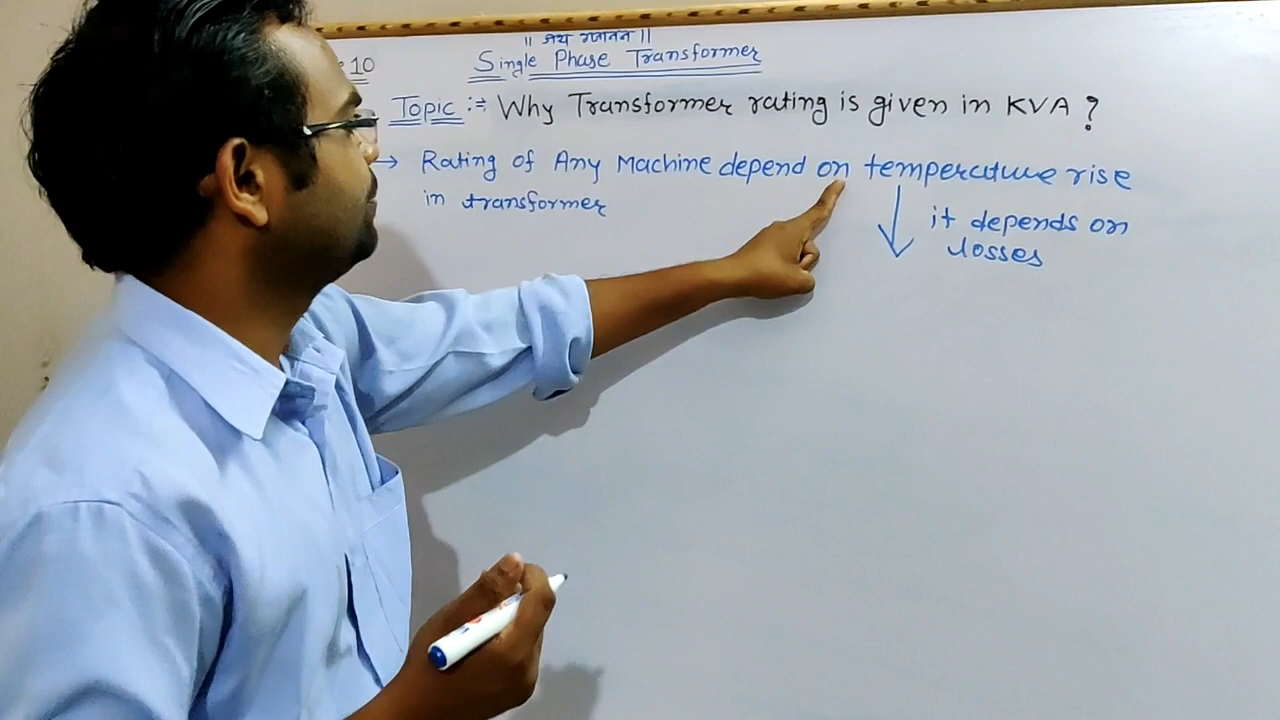 ॥ जय गजानन ॥
10
Single Phase Transformer
Topic :⇒ Why Transformer rating is given in KVA ?
→ Rating of Any Machine depend on temperature rise
in transformer
it depends on
losses